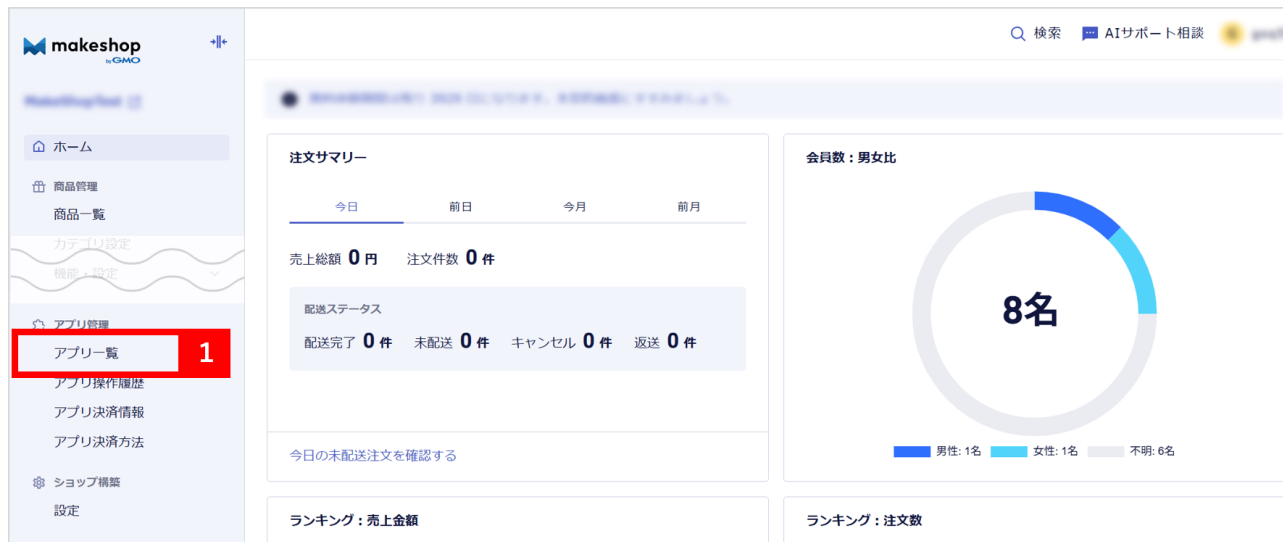 makeshop
by GMO
検索
AIサポート相談
ホーム
商品管理
商品一覧
カテゴリ設定
機能・設定
アプリ管理
アプリ一覧
1
アプリ操作履歴
アプリ決済情報
アプリ決済方法
ショップ構築
設定
注文サマリー
今日 前日 今月 前月
売上総額 0 円 注文件数 0 件
配送ステータス
配送完了 0 件 未配送 0 件 キャンセル 0 件 返送 0 件
今日の未配送注文を確認する
会員数:男女比
8名
男性: 1名 女性: 1名 不明: 6名
ランキング:売上金額
ランキング:注文数